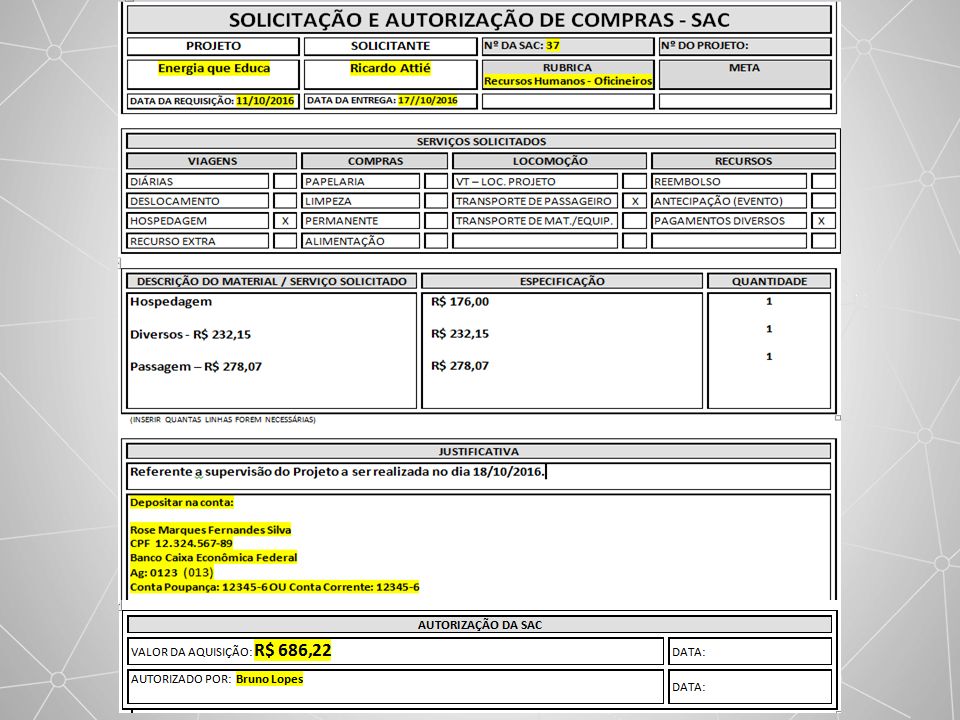 SOLICITAÇÃO E AUTORIZAÇÃO DE COMPRAS - SAC
PROJETO SOLICITANTE Nº DA SAC: 37 Nº DO PROJETO:
Energia que Educa Ricardo Attié RUBRICA META
Recursos Humanos - Oficineiros
DATA DA REQUISIÇÃO: 11/10/2016 DATA DA ENTREGA: 17//10/2016
SERVIÇOS SOLICITADOS
VIAGENS COMPRAS LOCOMOÇÃO RECURSOS
DIÁRIAS PAPELARIA VT – LOC. PROJETO REEMBOLSO
DESLOCAMENTO LIMPEZA TRANSPORTE DE PASSAGEIRO X ANTECIPAÇÃO (EVENTO)
HOSPEDAGEM X PERMANENTE TRANSPORTE DE MAT./EQUIP. PAGAMENTOS DIVERSOS X
RECURSO EXTRA ALIMENTAÇÃO
DESCRIÇÃO DO MATERIAL / SERVIÇO SOLICITADO ESPECIFICAÇÃO QUANTIDADE
Hospedagem R$ 176,00 1
Diversos - R$ 232,15 R$ 232,15 1
Passagem – R$ 278,07 R$ 278,07 1
(INSERIR QUANTAS LINHAS FOREM NECESSÁRIAS)
JUSTIFICATIVA
Referente a supervisão do Projeto a ser realizada no dia 18/10/2016.
Depositar na conta:
Rose Marques Fernandes Silva
CPF 12.324.567-89
Banco Caixa Econômica Federal
Ag: 0123 (013)
Conta Poupança: 12345-6 OU Conta Corrente: 12345-6
AUTORIZAÇÃO DA SAC
VALOR DA AQUISIÇÃO: R$ 686,22 DATA:
AUTORIZADO POR: Bruno Lopes DATA: